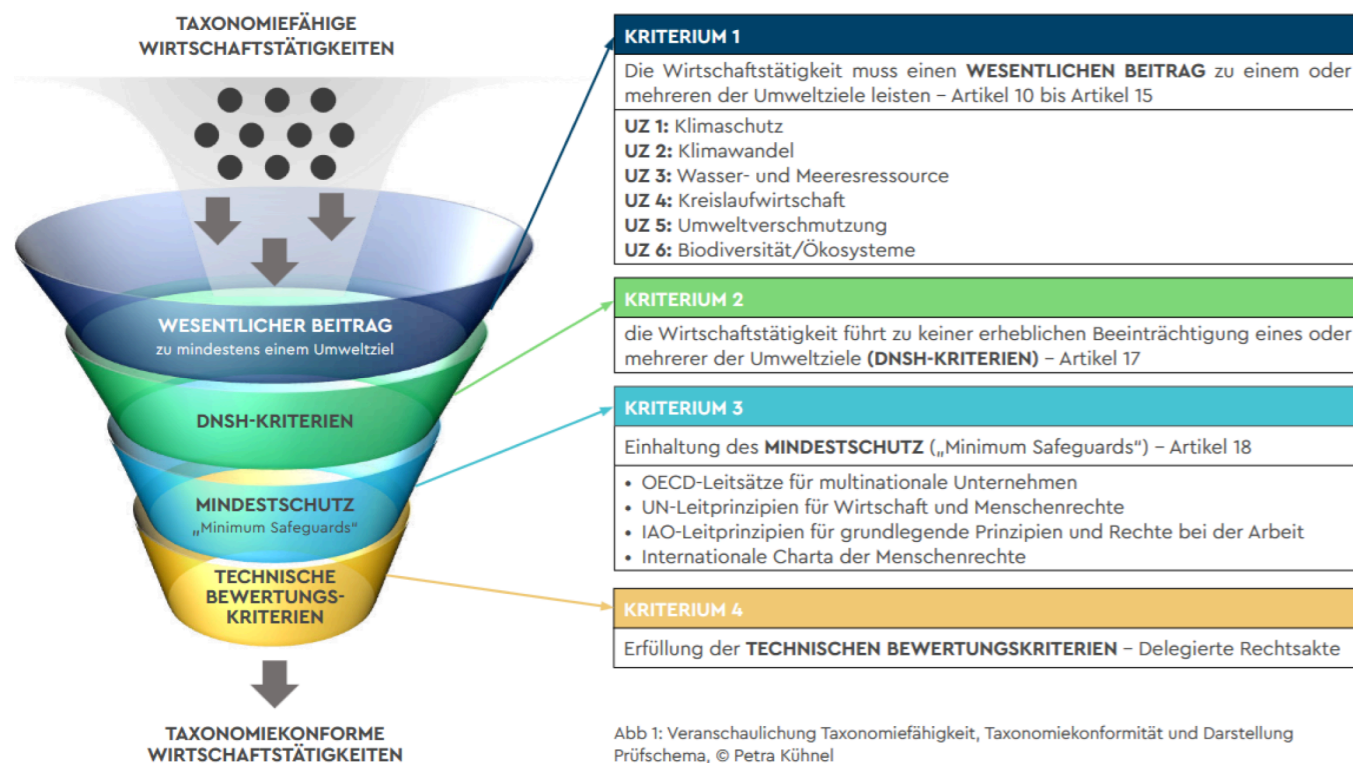 TAXONOMIEFÄHIGE
WIRTSCHAFTSTÄTIGKEITEN
WESENTLICHER BEITRAG
zu mindestens einem Umweltziel
DNSH-KRITERIEN
MINDESTSCHUTZ
„Minimum Safeguards“
TECHNISCHE
BEWERTUNGS-
KRITERIEN
TAXONOMIEKONFORME
WIRTSCHAFTSTÄTIGKEITEN
KRITERIUM 1
Die Wirtschaftstätigkeit muss einen WESENTLICHEN BEITRAG zu einem oder
mehreren der Umweltziele leisten – Artikel 10 bis Artikel 15
UZ 1: Klimaschutz
UZ 2: Klimawandel
UZ 3: Wasser- und Meeresressource
UZ 4: Kreislaufwirtschaft
UZ 5: Umweltverschmutzung
UZ 6: Biodiversität/Ökosysteme
KRITERIUM 2
die Wirtschaftstätigkeit führt zu keiner erheblichen Beeinträchtigung eines oder
mehrerer der Umweltziele (DNSH-KRITERIEN) – Artikel 17
KRITERIUM 3
Einhaltung des MINDESTSCHUTZ („Minimum Safeguards“) – Artikel 18
• OECD-Leitsätze für multinationale Unternehmen
• UN-Leitprinzipien für Wirtschaft und Menschenrechte
• IAO-Leitprinzipien für grundlegende Prinzipien und Rechte bei der Arbeit
• Internationale Charta der Menschenrechte
KRITERIUM 4
Erfüllung der TECHNISCHEN BEWERTUNGSKRITERIEN – Delegierte Rechtsakte
Abb 1: Veranschaulichung Taxonomiefähigkeit, Taxonomiekonformität und Darstellung
Prüfschema, © Petra Kühnel